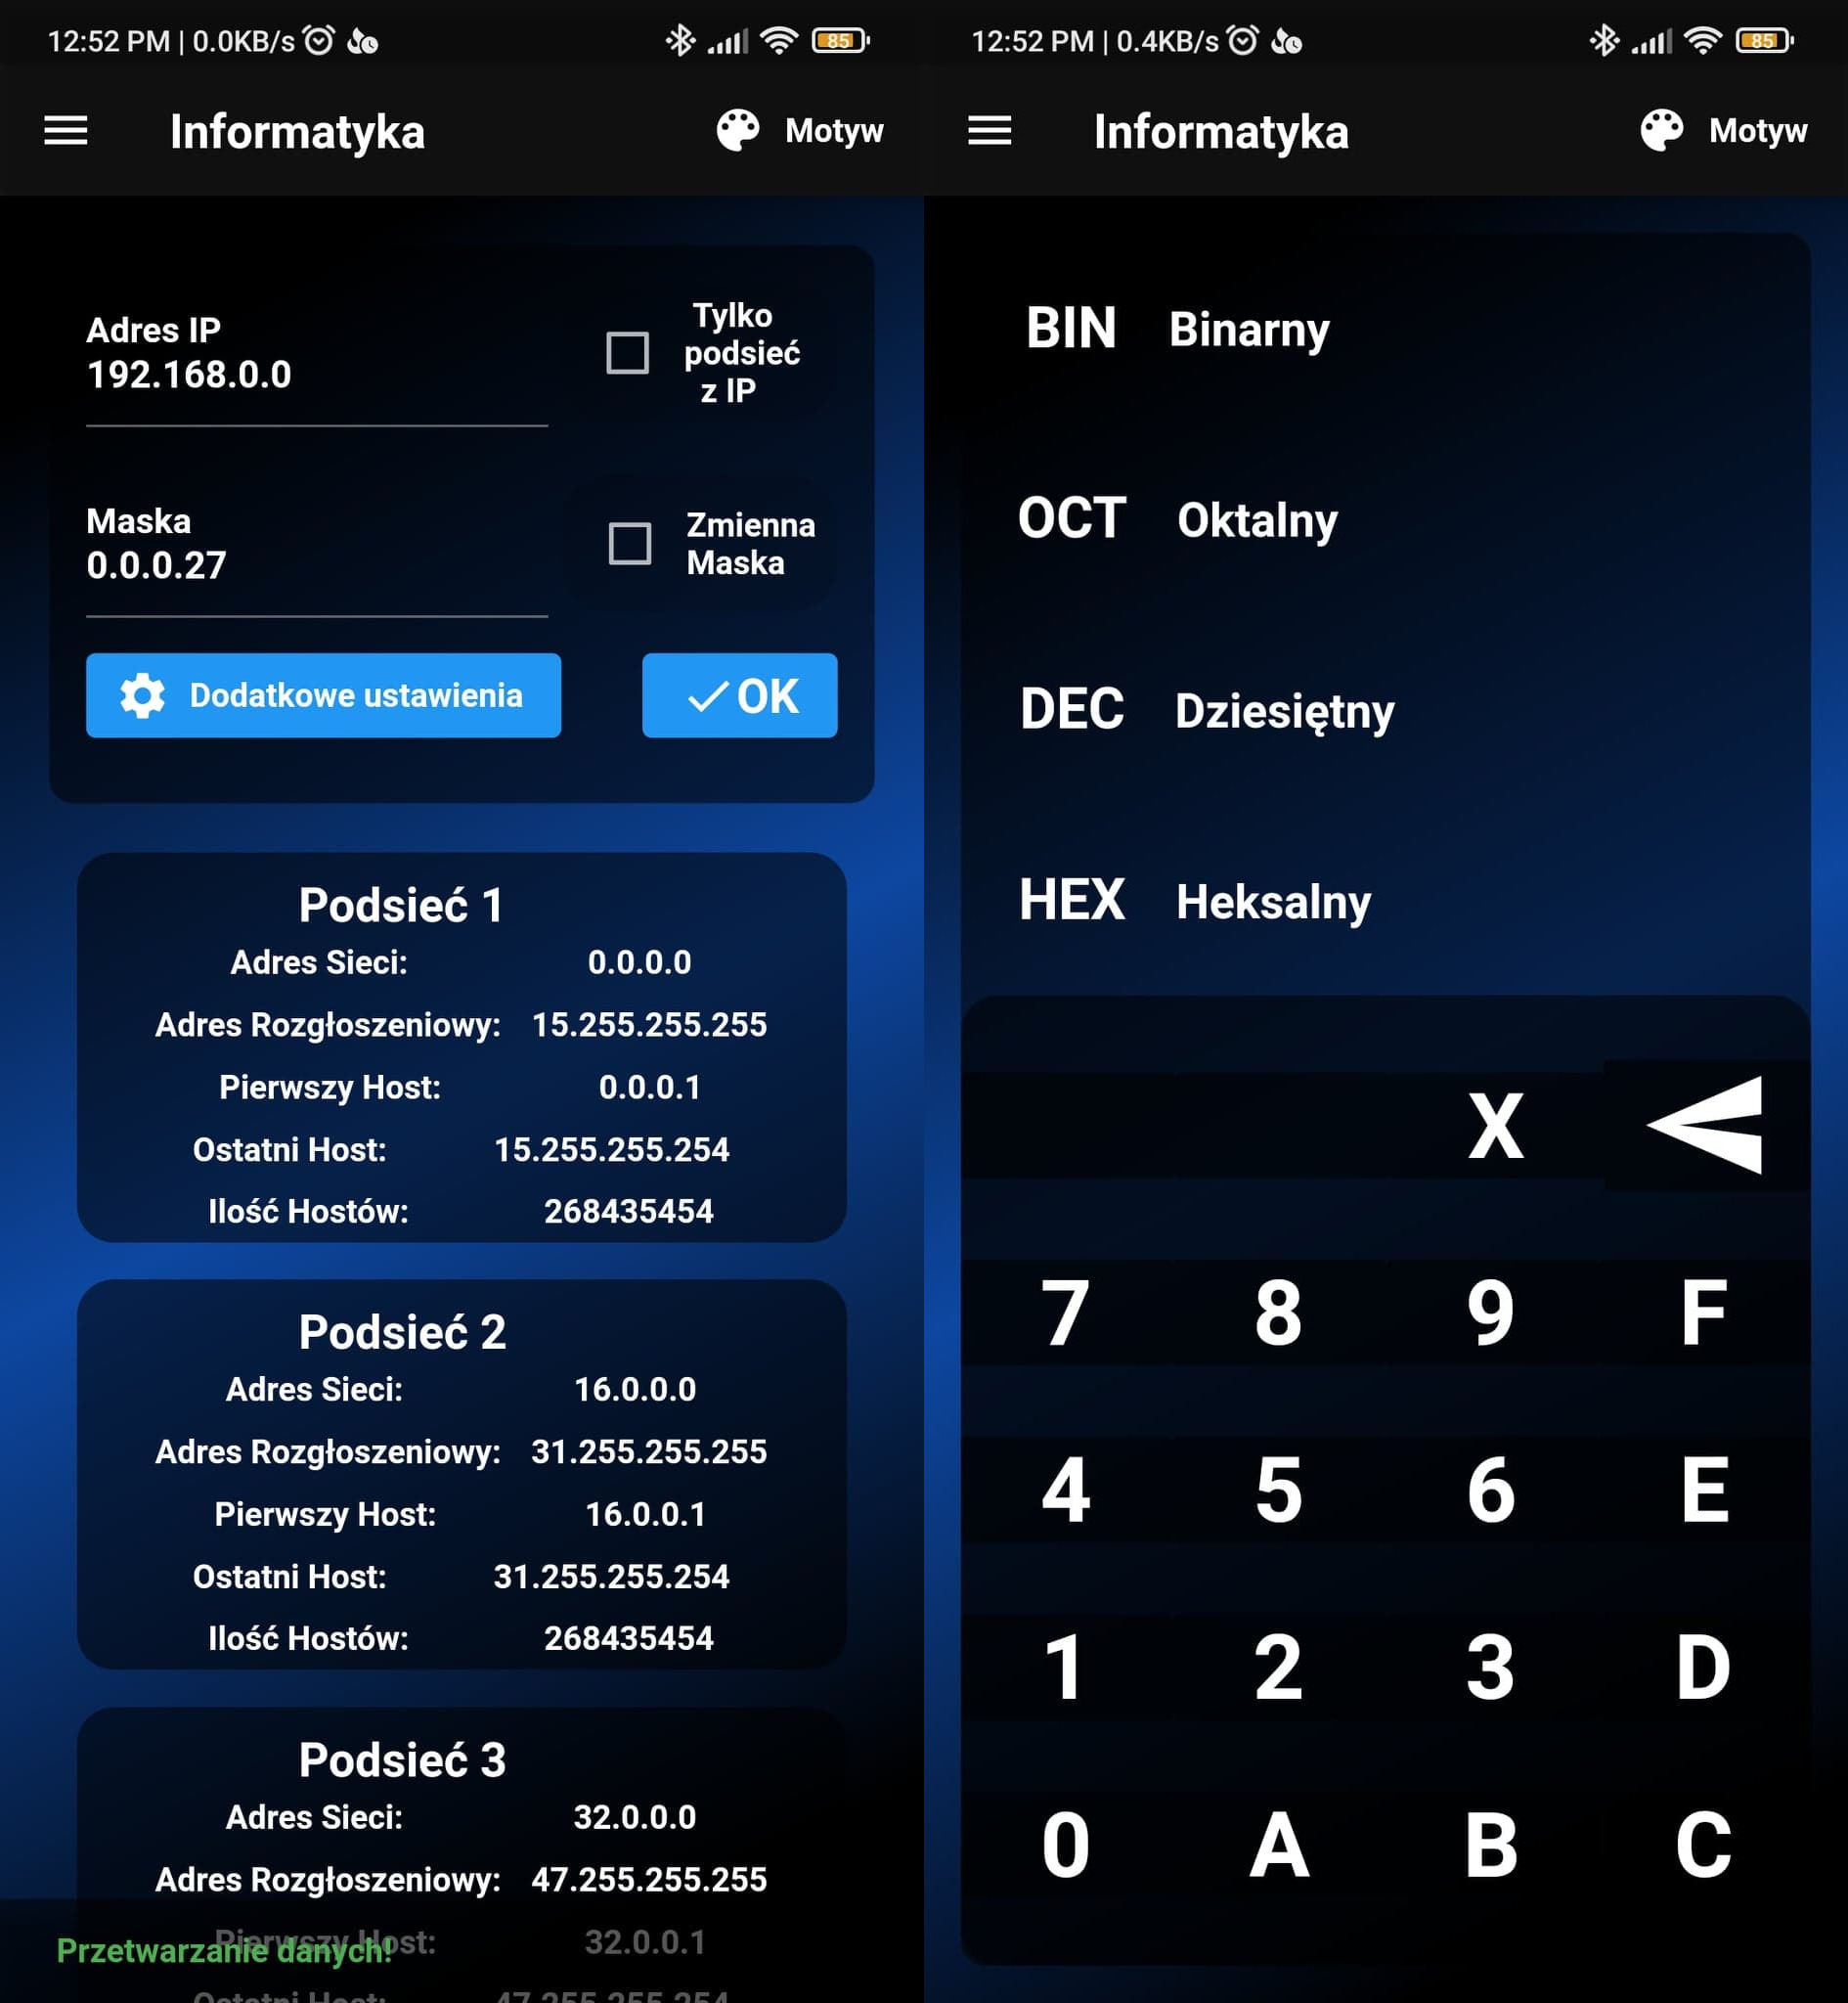 12:52 PM | 0.0KB/s
85
Informatyka
Motyw
Adres IP
192.168.0.0
Tylko
podsieć
z IP
Maska
0.0.0.27
Zmienna
Maska
Dodatkowe ustawienia
OK
Podsieć 1
Adres Sieci: 0.0.0.0
Adres Rozgłoszeniowy: 15.255.255.255
Pierwszy Host: 0.0.0.1
Ostatni Host: 15.255.255.254
Ilość Hostów: 268435454
Podsieć 2
Adres Sieci: 16.0.0.0
Adres Rozgłoszeniowy: 31.255.255.255
Pierwszy Host: 16.0.0.1
Ostatni Host: 31.255.255.254
Ilość Hostów: 268435454
Podsieć 3
Adres Sieci: 32.0.0.0
Adres Rozgłoszeniowy: 47.255.255.255
Pierwszy Host: 32.0.0.1
Przetwarzanie danych!
Ostatni Host: 47.255.255.254
12:52 PM | 0.4KB/s
85
Informatyka
Motyw
BIN Binarny
OCT Oktalny
DEC Dziesiętny
HEX Heksalny
X
7 8 9 F
4 5 6 E
1 2 3 D
0 A B C